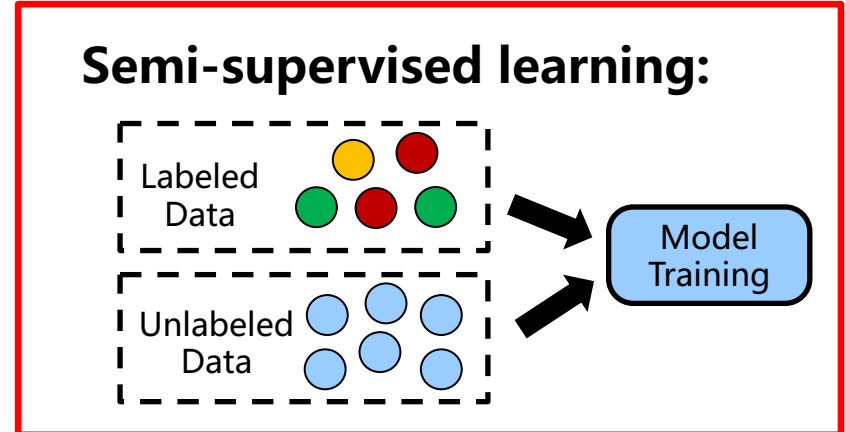 Semi-supervised learning:
Labeled
Data
Unlabeled
Data
Model
Training